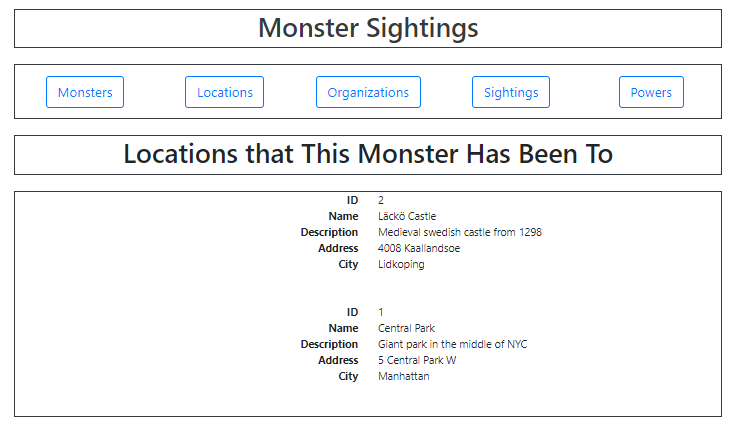 Monster Sightings
Monsters Locations Organizations Sightings Powers
Locations that This Monster Has Been To
ID 2
Name Läckö Castle
Description Medieval swedish castle from 1298
Address 4008 Kaallandsoe
City Lidkoping
ID 1
Name Central Park
Description Giant park in the middle of NYC
Address 5 Central Park W
City Manhattan